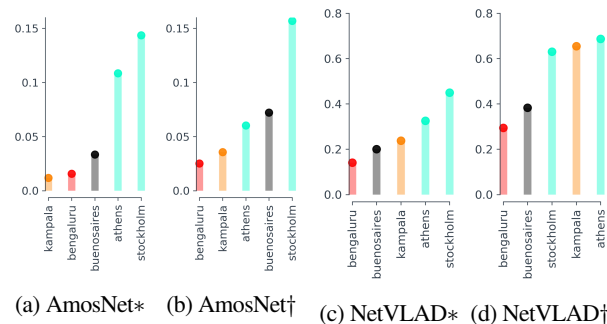 0.15
0.1
0.05
0.0
kampala
bengaluru
buenosaires
athens
stockholm
(a) AmosNet∗
0.15
0.1
0.05
0.0
bengaluru
kampala
athens
buenosaires
stockholm
(b) AmosNet†
0.8
0.6
0.4
0.2
0.0
bengaluru
buenosaires
kampala
athens
stockholm
(c) NetVLAD∗
0.8
0.6
0.4
0.2
0.0
bengaluru
buenosaires
stockholm
kampala
athens
(d) NetVLAD†